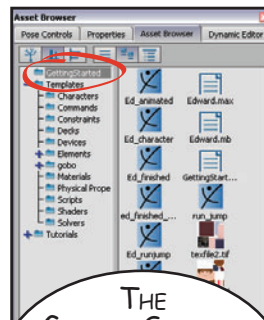 Asset Browser
Pose Controls Properties Asset Browser Dynamic Editor
GettingStarted
Templates
Characters
Commands
Constraints
Decks
Devices
Elements
gobo
Materials
Physical Prope
Scripts
Shaders
Solvers
Tutorials
Ed_animated Edward.max
Ed_character Edward.mb
Ed_finished GettingStart...
ed_finished_... run_jump
Ed_runjump texfile2.tif
THE